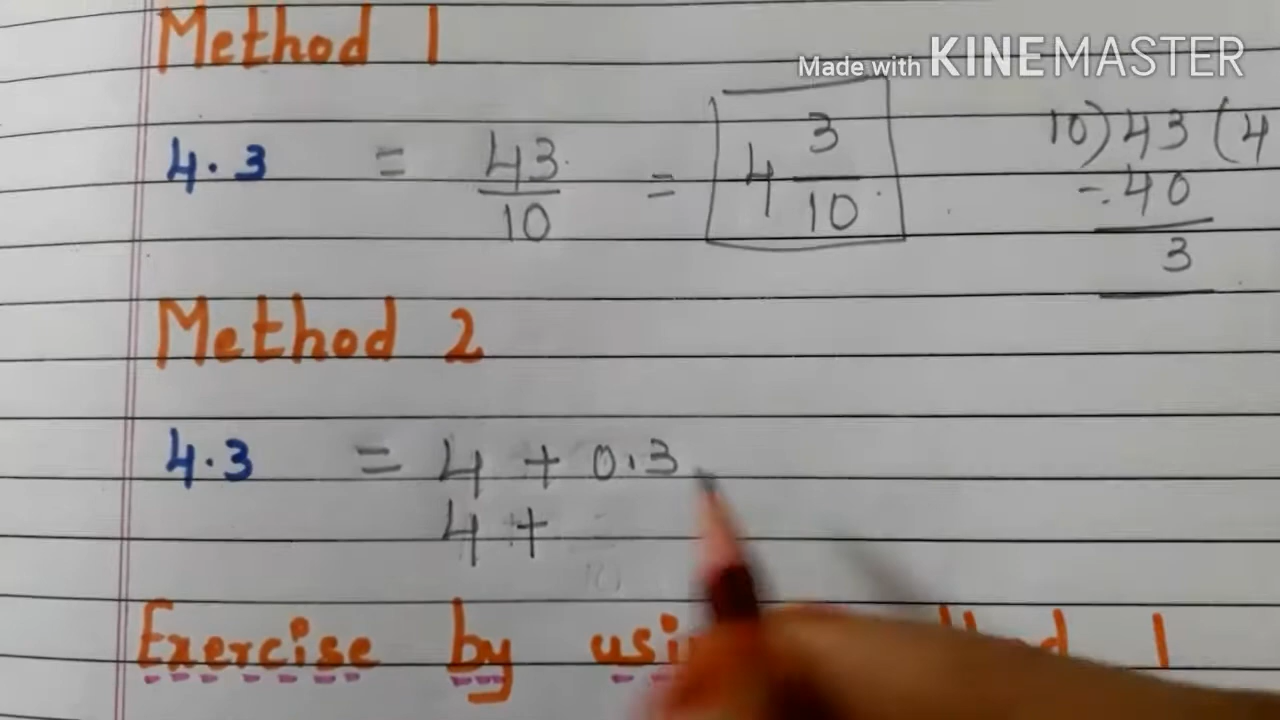 Method 1
Made with KINEMASTER
4.3 = 43/10 = 4 3/10
10) 43 (4
- 40
3
Method 2
4.3 = 4 + 0.3
4 +
Exercise by 1